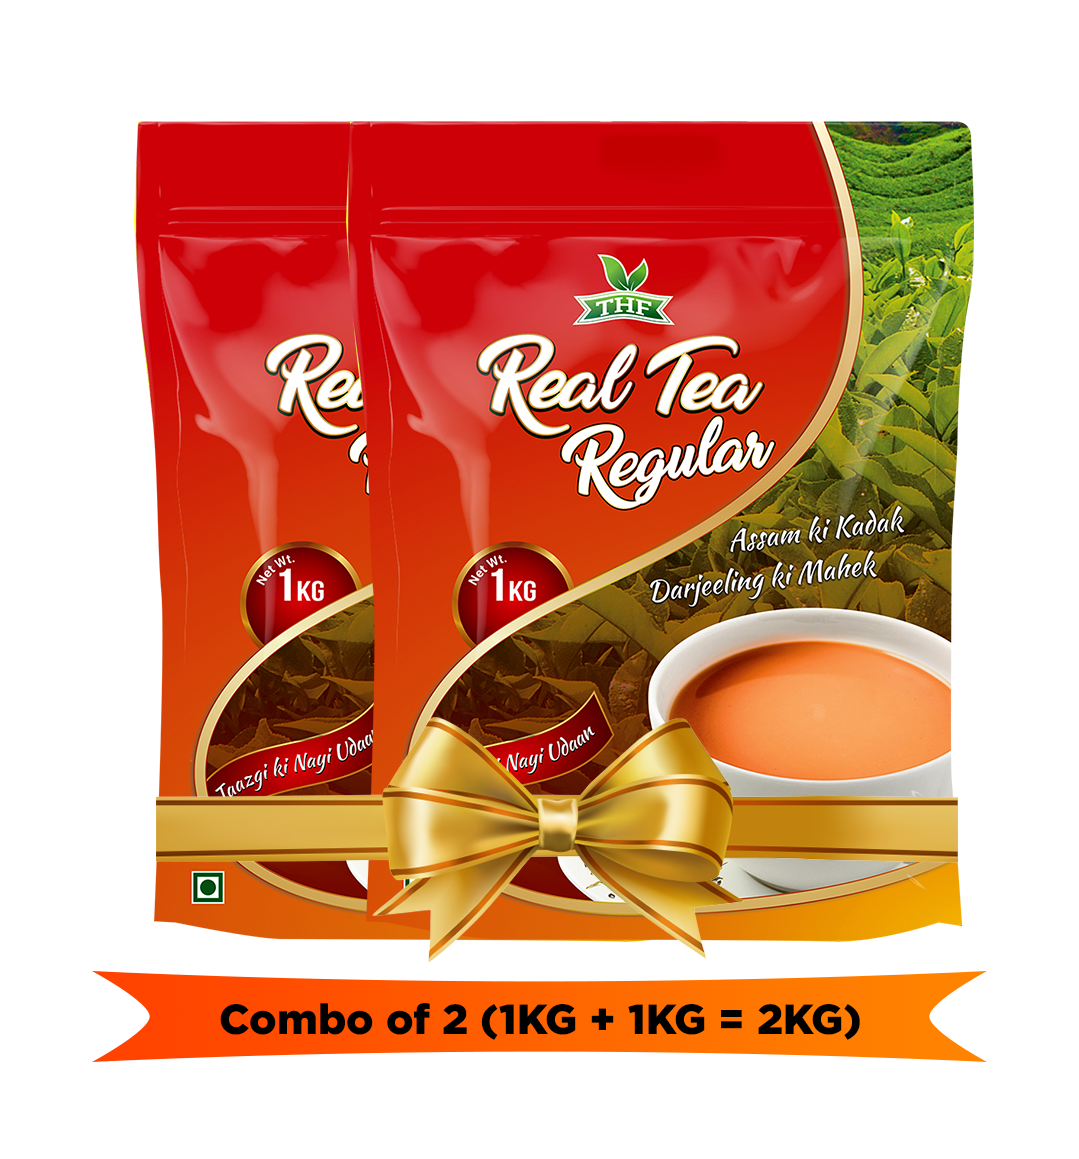 THF
Real Tea
Regular
Assam ki Kadak
Darjeeling ki Mahek
Net Wt.
1KG
Nayi Udaan
Rea
Net Wt.
1KG
Taazgi ki Nayi Udaan
Combo of 2 (1KG + 1KG = 2KG)